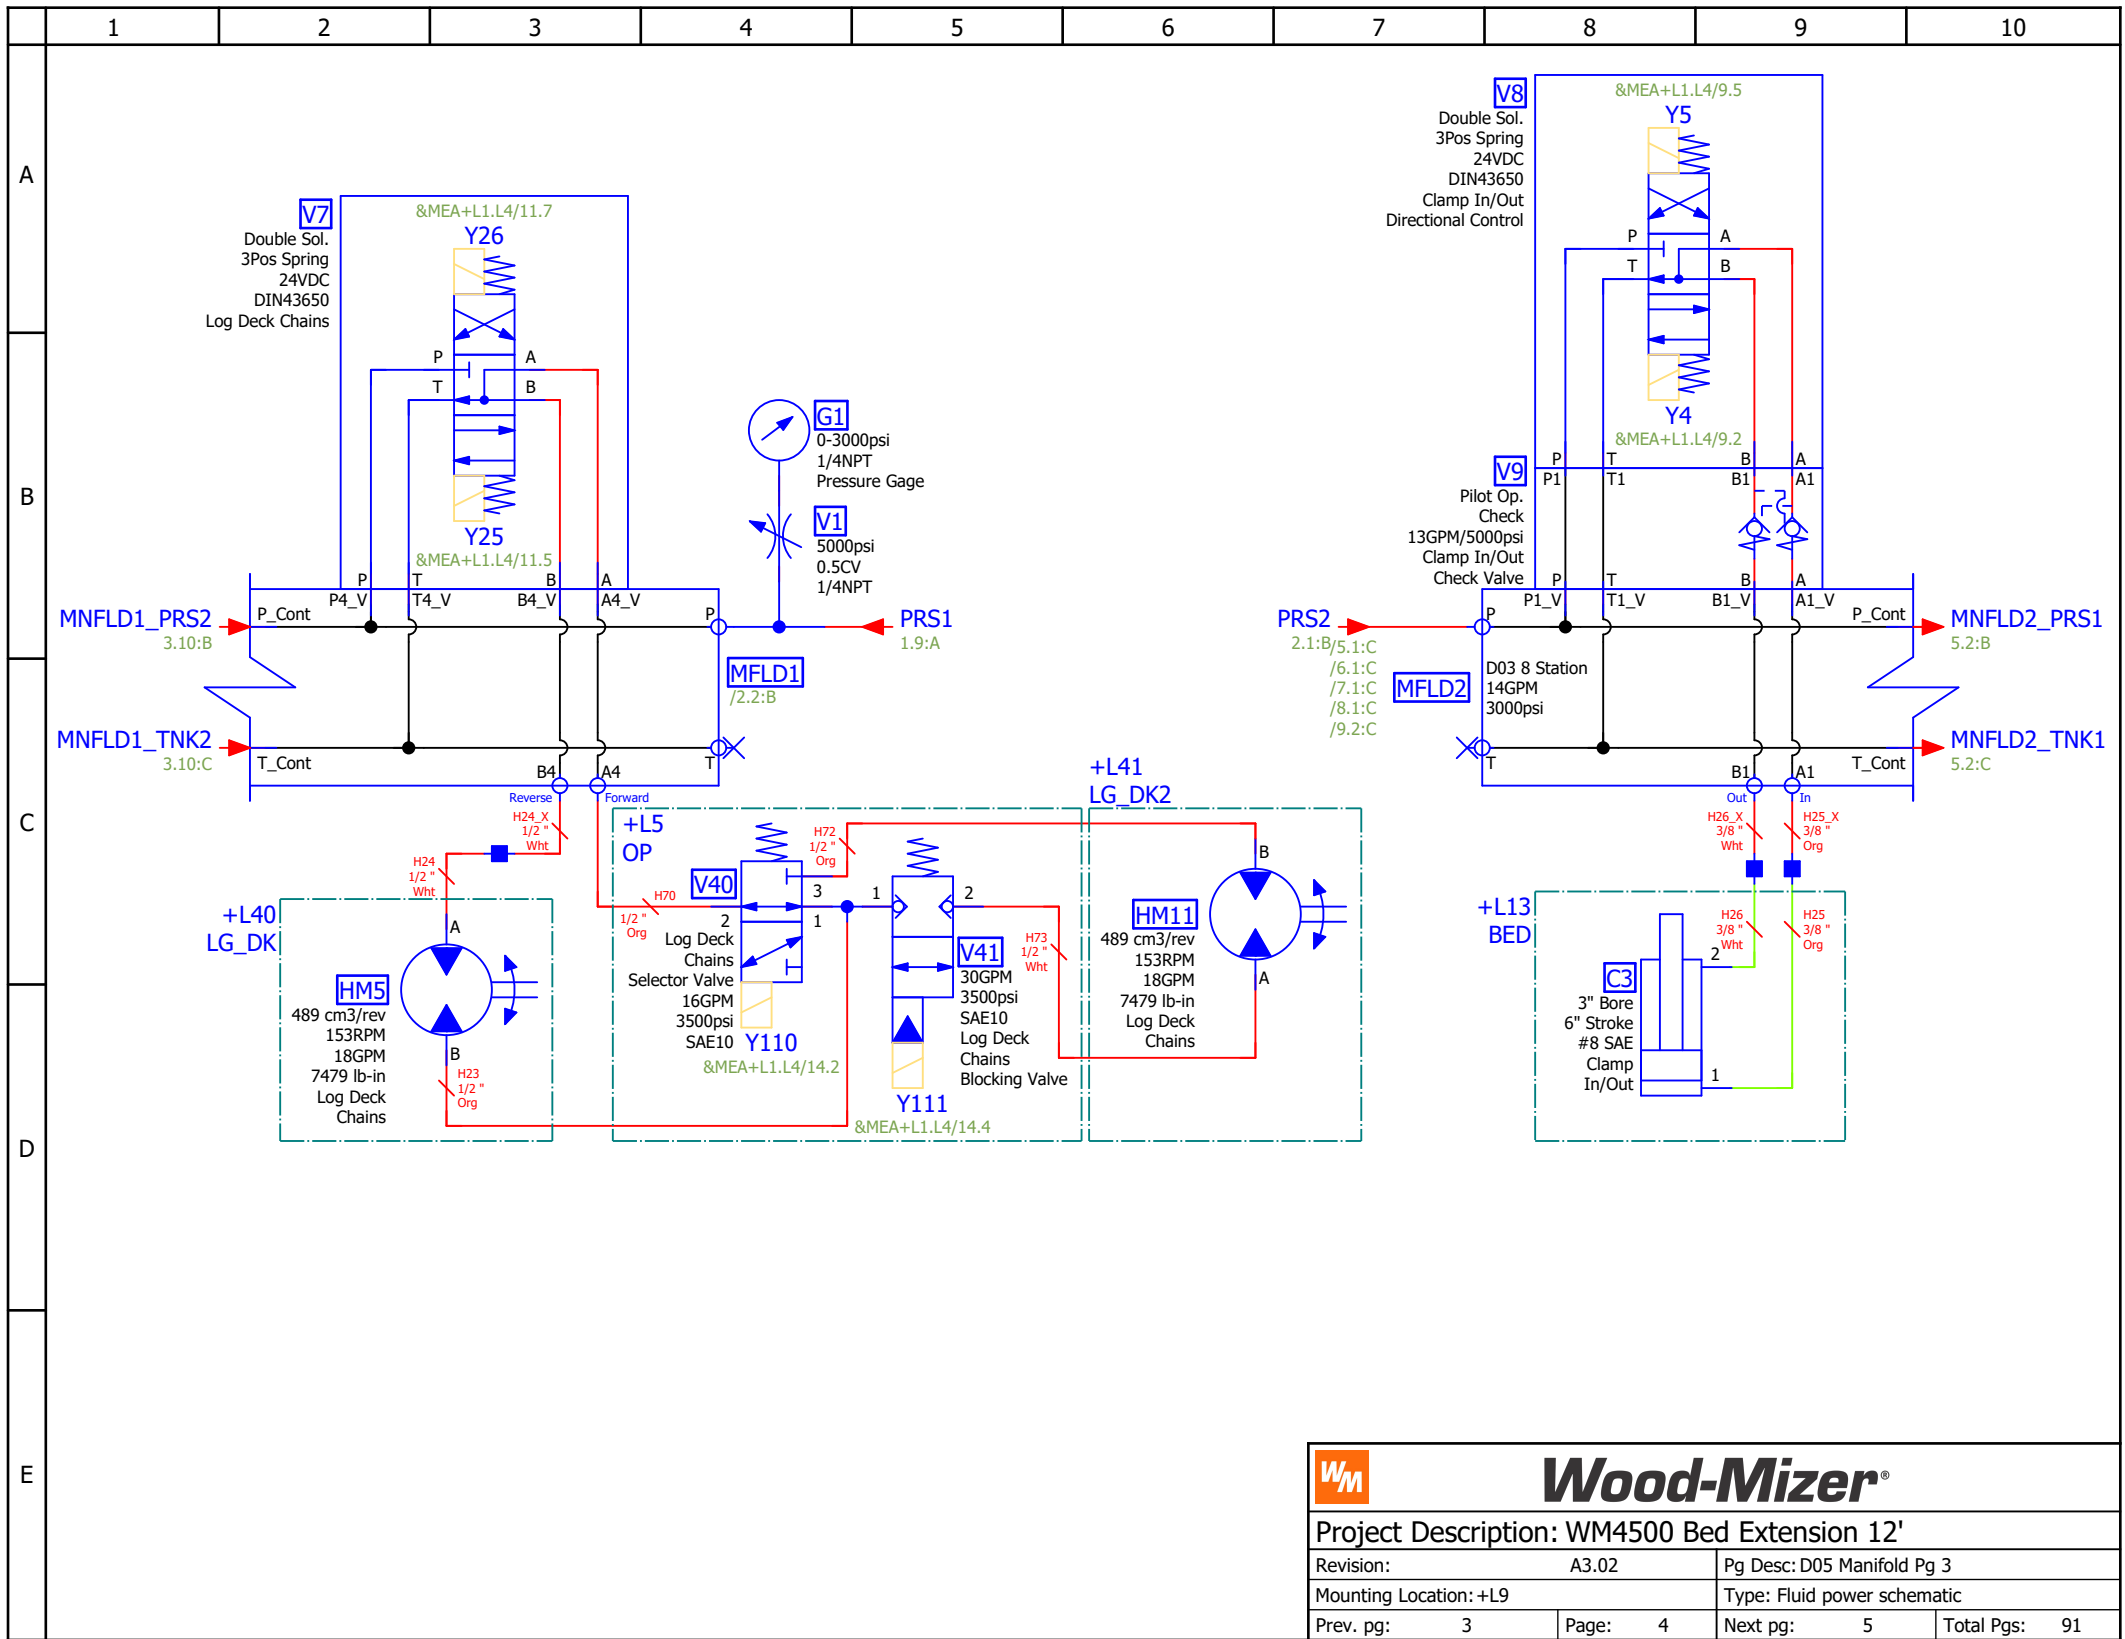 1 2 3 4 5 6 7 8 9 10
A
B
C
D
E
V7
Double Sol.
3Pos Spring
24VDC
DIN43650
Log Deck Chains
&MEA+L1.L4/11.7
Y26
P
A
T
B
Y25
&MEA+L1.L4/11.5
P T B A
P4_V T4_V B4_V A4_V
G1
0-3000psi
1/4NPT
Pressure Gage
V1
5000psi
0.5CV
1/4NPT
MNFLD1_PRS2
3.10:B
P_Cont
P
PRS1
1.9:A
MFLD1
/2.2:B
MNFLD1_TNK2
3.10:C
T_Cont
T
B4 A4
Reverse Forward
H24_X
1/2 "
Wht
H24
1/2 "
Wht
+L40
LG_DK
A
HM5
489 cm3/rev
153RPM
18GPM
7479 lb-in
Log Deck
Chains
B
H23
1/2 "
Org
+L5
OP
H70
1/2 "
Org
V40
3
2
1
Log Deck
Chains
Selector Valve
16GPM
3500psi
SAE10
Y110
&MEA+L1.L4/14.2
H72
1/2 "
Org
1
2
V41
30GPM
3500psi
SAE10
Log Deck
Chains
Blocking Valve
Y111
&MEA+L1.L4/14.4
H73
1/2 "
Wht
+L41
LG_DK2
B
HM11
489 cm3/rev
153RPM
18GPM
7479 lb-in
Log Deck
Chains
A
V8
Double Sol.
3Pos Spring
24VDC
DIN43650
Clamp In/Out
Directional Control
&MEA+L1.L4/9.5
Y5
P
A
T
B
Y4
&MEA+L1.L4/9.2
P T B A
P1 T1 B1 A1
V9
Pilot Op.
Check
13GPM/5000psi
Clamp In/Out
Check Valve
P T B A
P1_V T1_V B1_V A1_V
PRS2
2.1:B
/5.1:C
/6.1:C
/7.1:C
/8.1:C
/9.2:C
P
P_Cont
MNFLD2_PRS1
5.2:B
MFLD2
D03 8 Station
14GPM
3000psi
T
T_Cont
MNFLD2_TNK1
5.2:C
B1 A1
Out In
H26_X
3/8 "
Wht
H25_X
3/8 "
Org
+L13
BED
H26
3/8 "
Wht
H25
3/8 "
Org
2
C3
3" Bore
6" Stroke
#8 SAE
Clamp
In/Out
1
WM
Wood-Mizer®
Project Description: WM4500 Bed Extension 12'
Revision: A3.02 Pg Desc: D05 Manifold Pg 3
Mounting Location: +L9 Type: Fluid power schematic
Prev. pg: 3 Page: 4 Next pg: 5 Total Pgs: 91